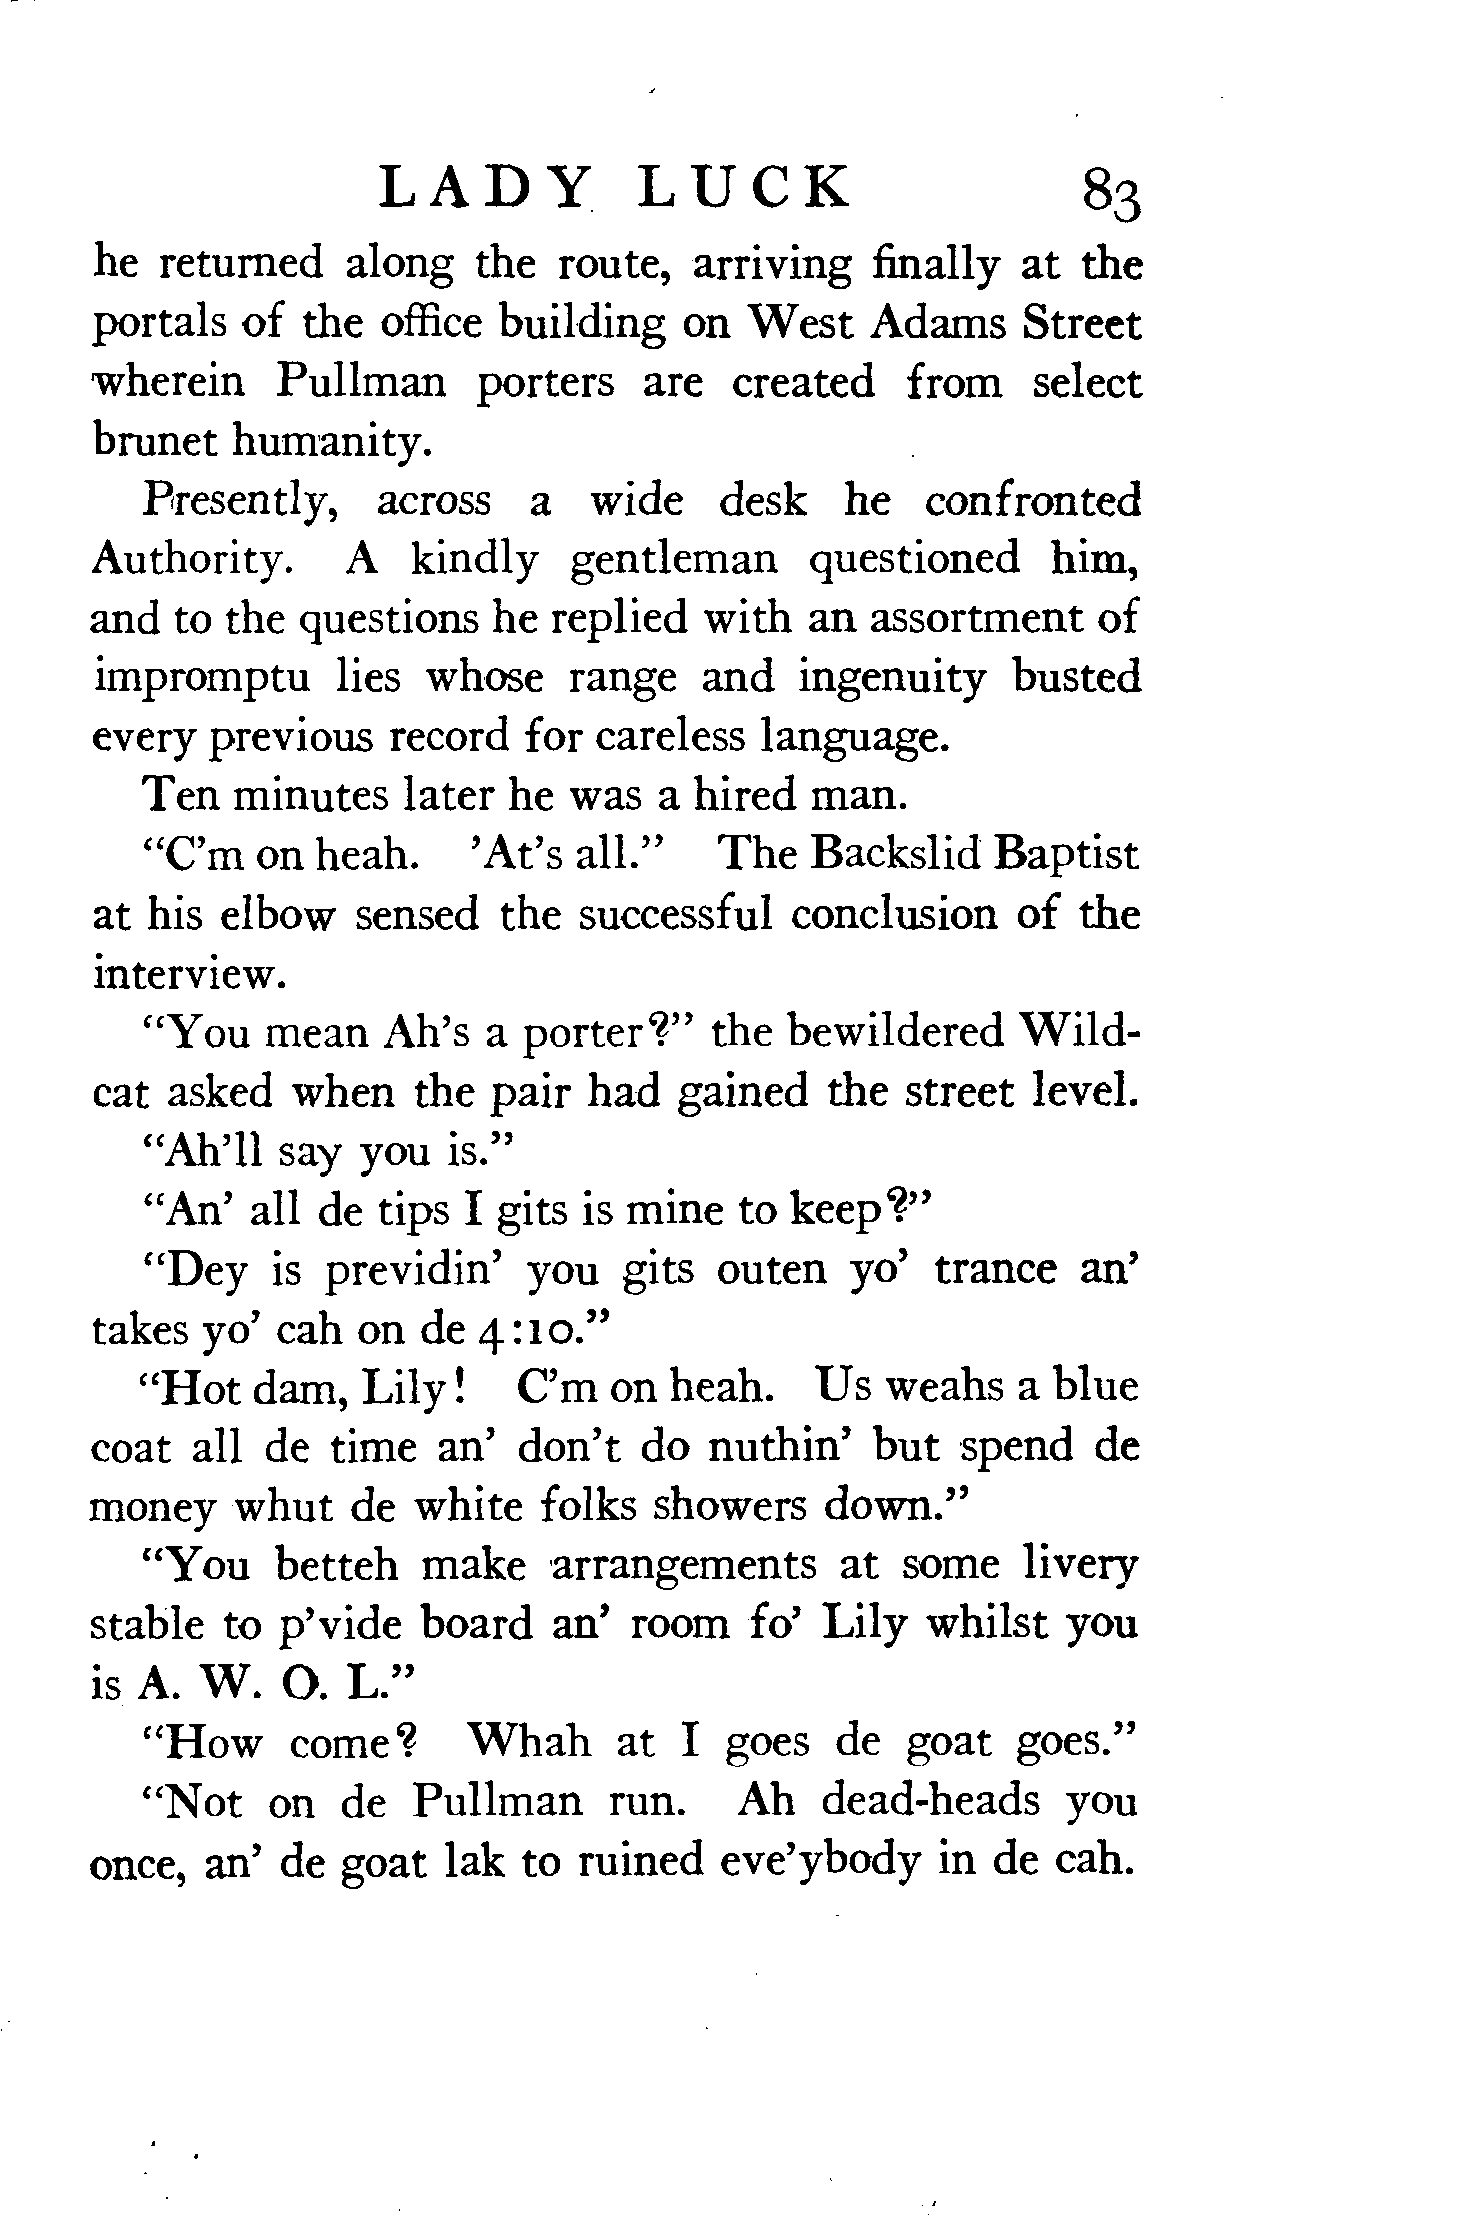 LADY LUCK 83
he returned along the route, arriving finally at the
portals of the office building on West Adams Street
wherein Pullman porters are created from select
brunet humanity.
Presently, across a wide desk he confronted
Authority. A kindly gentleman questioned him,
and to the questions he replied with an assortment of
impromptu lies whose range and ingenuity busted
every previous record for careless language.
Ten minutes later he was a hired man.
“C’m on heah. ’At’s all.” The Backslid Baptist
at his elbow sensed the successful conclusion of the
interview.
“You mean Ah’s a porter?” the bewildered Wild-
cat asked when the pair had gained the street level.
“Ah’ll say you is.”
“An’ all de tips I gits is mine to keep?”
“Dey is previdin’ you gits outen yo’ trance an’
takes yo’ cah on de 4:10.”
“Hot dam, Lily! C’m on heah. Us weahs a blue
coat all de time an’ don’t do nuthin’ but spend de
money whut de white folks showers down.”
“You betteh make arrangements at some livery
stable to p’vide board an’ room fo’ Lily whilst you
is A. W. O. L.”
“How come? Whah at I goes de goat goes.”
“Not on de Pullman run. Ah dead-heads you
once, an’ de goat lak to ruined eve’ybody in de cah.